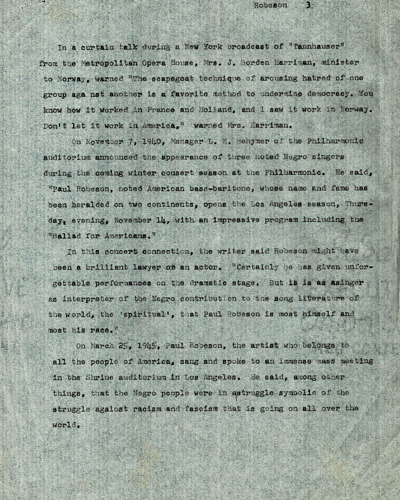 Robeson 3
In a curtain talk during a New York broadcast of "Tannhauser"
from the Metropolitan Opera House, Mrs. J. Borden Harriman, minister
to Norway, warned "The scapegoat technique of arousing hatred of one
group aga nst another is a favorite method to undermine democracy. You
know how it worked in France and Holland, and I saw it work in Norway.
Don't let it work in America," warned Mrs. Harriman.
On November 7, 1940, Manager L. E. Behymer of the Philharmonic
auditorium announced the appearance of three noted Negro singers
during the coming winter concert season at the Philharmonic. He said,
"Paul Robeson, noted American bass-baritone, whose name and fame has
been heralded on two continents, opens the Los Angeles season, Thurs-
day, evening, November 14, with an impressive program including the
"Ballad for Americans."
In this concert connection, the writer said Robeson might have
been a brilliant lawyer or an actor. "Certainly he has given unfor-
gettable performances on the dramatic stage. But is is as asinger
as interpreter of the Negro contribution to the song literature of
the world, the 'spiritual', that Paul Robeson is most himself and
most his race."
On March 25, 1945, Paul Robeson, the artist who belongs to
all the people of America, sang and spoke to an immense mass meeting
in the Shrine auditorium in Los Angeles. He said, among other
things, that the Negro people were in astruggle symbolic of the
struggle against racism and fascism that is going on all over the
world.